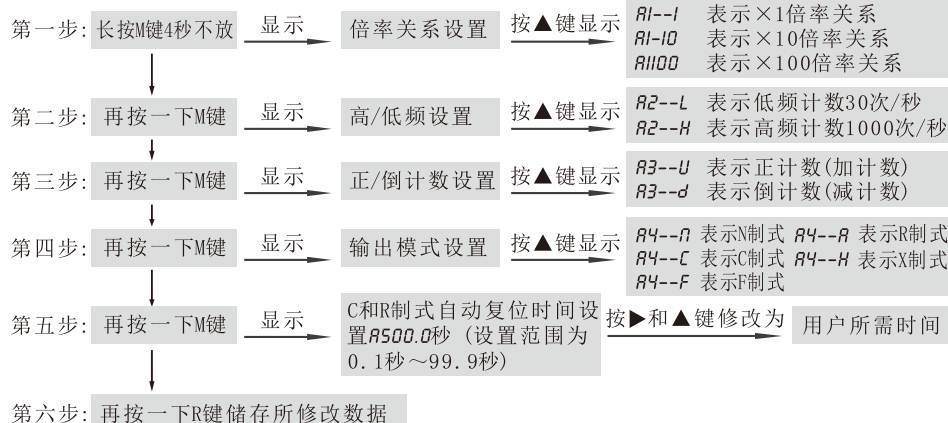 第一步: 长按M键4秒不放 显示 倍率关系设置 按▲键显示 A1--1 表示×1倍率关系
A1-10 表示×10倍率关系
A1100 表示×100倍率关系
第二步: 再按一下M键 显示 高/低频设置 按▲键显示 A2--L 表示低频计数30次/秒
A2--H 表示高频计数1000次/秒
第三步: 再按一下M键 显示 正/倒计数设置 按▲键显示 A3--U 表示正计数(加计数)
A3--d 表示倒计数(减计数)
第四步: 再按一下M键 显示 输出模式设置 按▲键显示 A4--n 表示N制式 A4--A 表示R制式
A4--C 表示C制式 A4--H 表示X制式
A4--F 表示F制式
第五步: 再按一下M键 显示 C和R制式自动复位时间设
置A500.0秒 (设置范围为
0.1秒～99.9秒) 按▶和▲键修改为 用户所需时间
第六步: 再按一下R键储存所修改数据